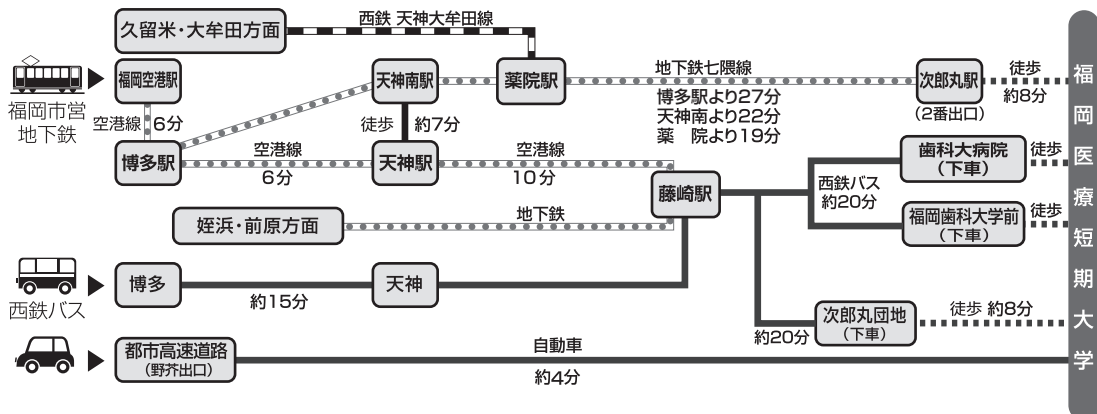 久留米・大牟田方面
西鉄 天神大牟田線
福岡市営
地下鉄
福岡空港駅
天神南駅
薬院駅
地下鉄七隈線
博多駅より27分
天神南より22分
薬　院より19分
次郎丸駅
(2番出口)
徒歩
約8分
空港線 6分
徒歩 約7分
博多駅
空港線
6分
天神駅
空港線
10分
藤崎駅
西鉄バス
約20分
歯科大病院
(下車)
徒歩
福岡歯科大学前
(下車)
徒歩
姪浜・前原方面
地下鉄
西鉄バス
博多
約15分
天神
約20分
次郎丸団地
(下車)
徒歩 約8分
都市高速道路
(野芥出口)
自動車
約4分
福岡医療短期大学